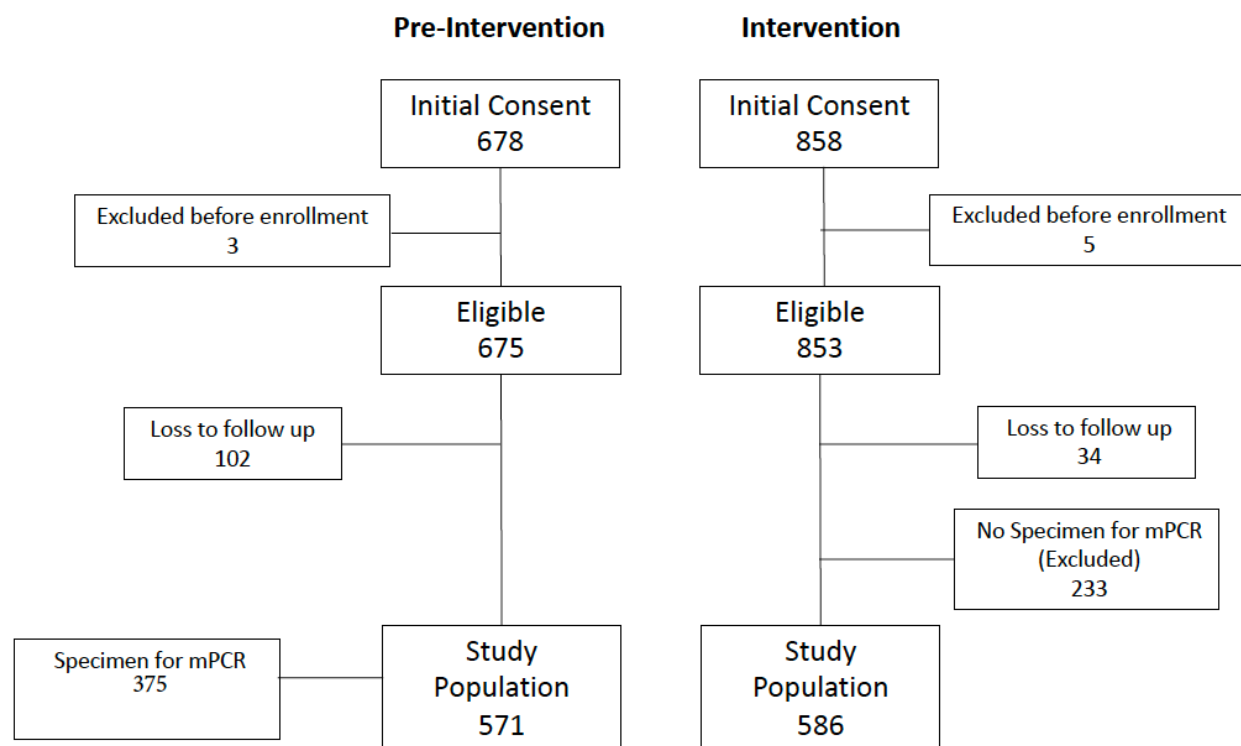 Pre-Intervention
Intervention
Initial Consent
678
Initial Consent
858
Excluded before enrollment
3
Excluded before enrollment
5
Eligible
675
Eligible
853
Loss to follow up
102
Loss to follow up
34
No Specimen for mPCR
(Excluded)
233
Specimen for mPCR
375
Study
Population
571
Study
Population
586